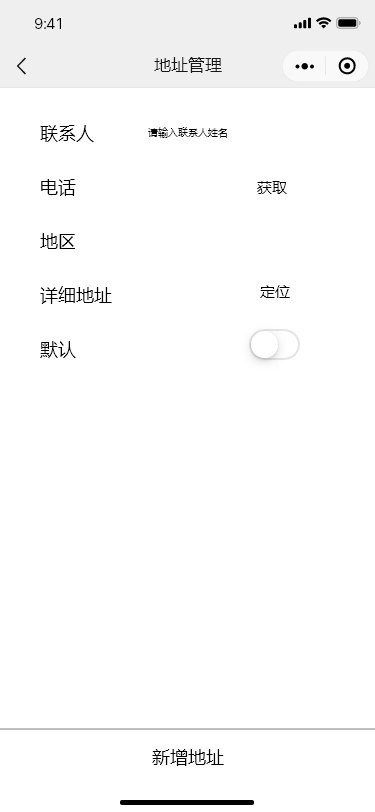 9:41
地址管理
联系人 请输入联系人姓名
电话 获取
地区
详细地址 定位
默认
新增地址